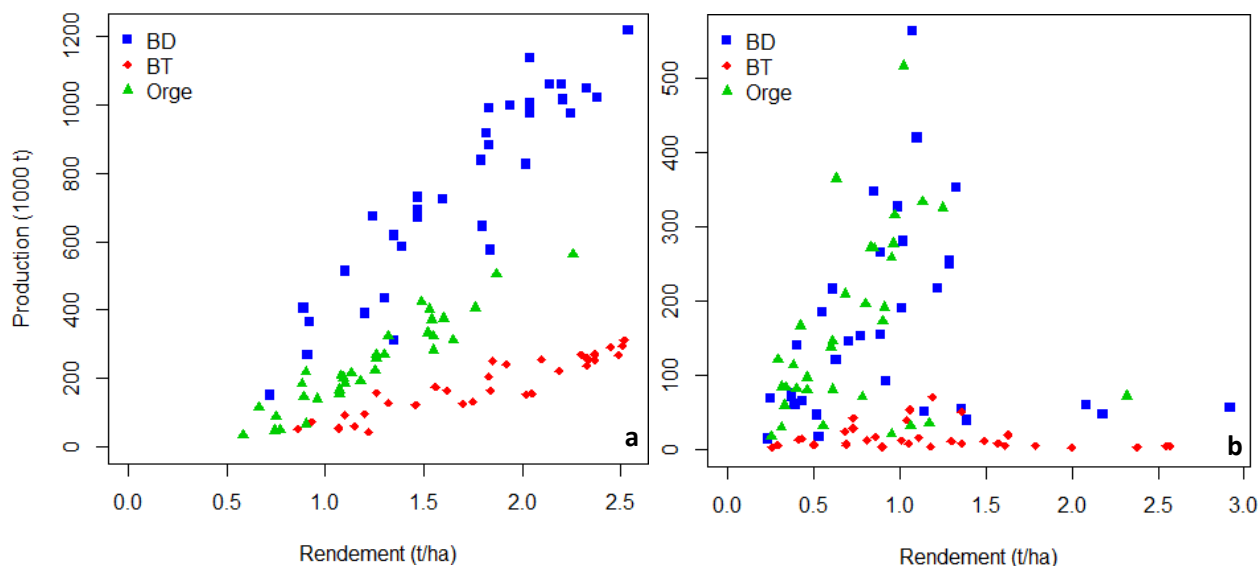 Production (1000 t)
0 200 400 600 800 1000 1200
BD
BT
Orge
a
0.0 0.5 1.0 1.5 2.0 2.5
Rendement (t/ha)
0 100 200 300 400 500
BD
BT
Orge
b
0.0 0.5 1.0 1.5 2.0 2.5 3.0
Rendement (t/ha)